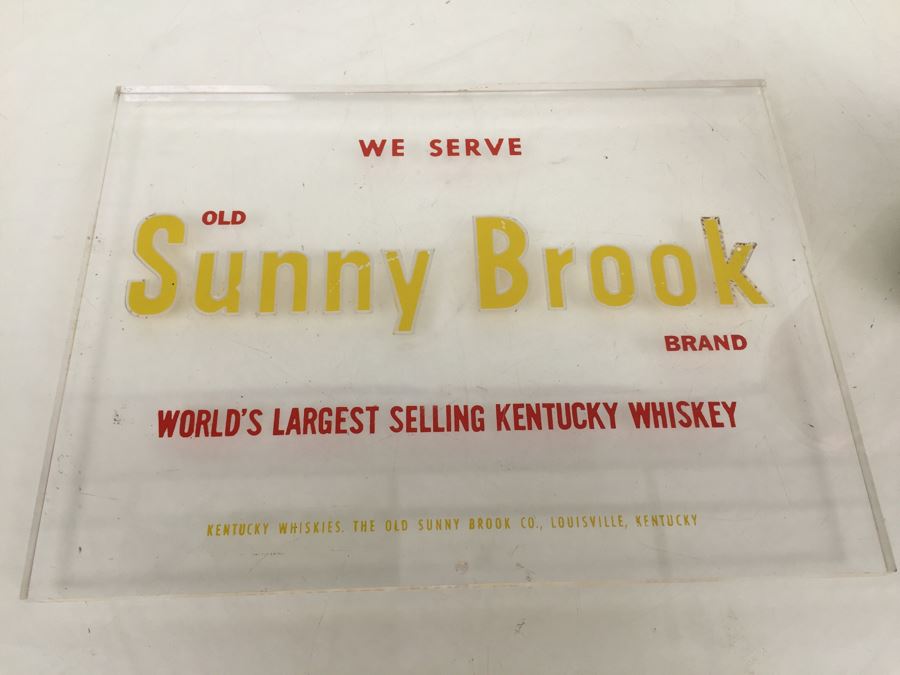 WE SERVE
OLD
Sunny Brook
BRAND
WORLD'S LARGEST SELLING KENTUCKY WHISKEY
KENTUCKY WHISKIES. THE OLD SUNNY BROOK CO., LOUISVILLE, KENTUCKY